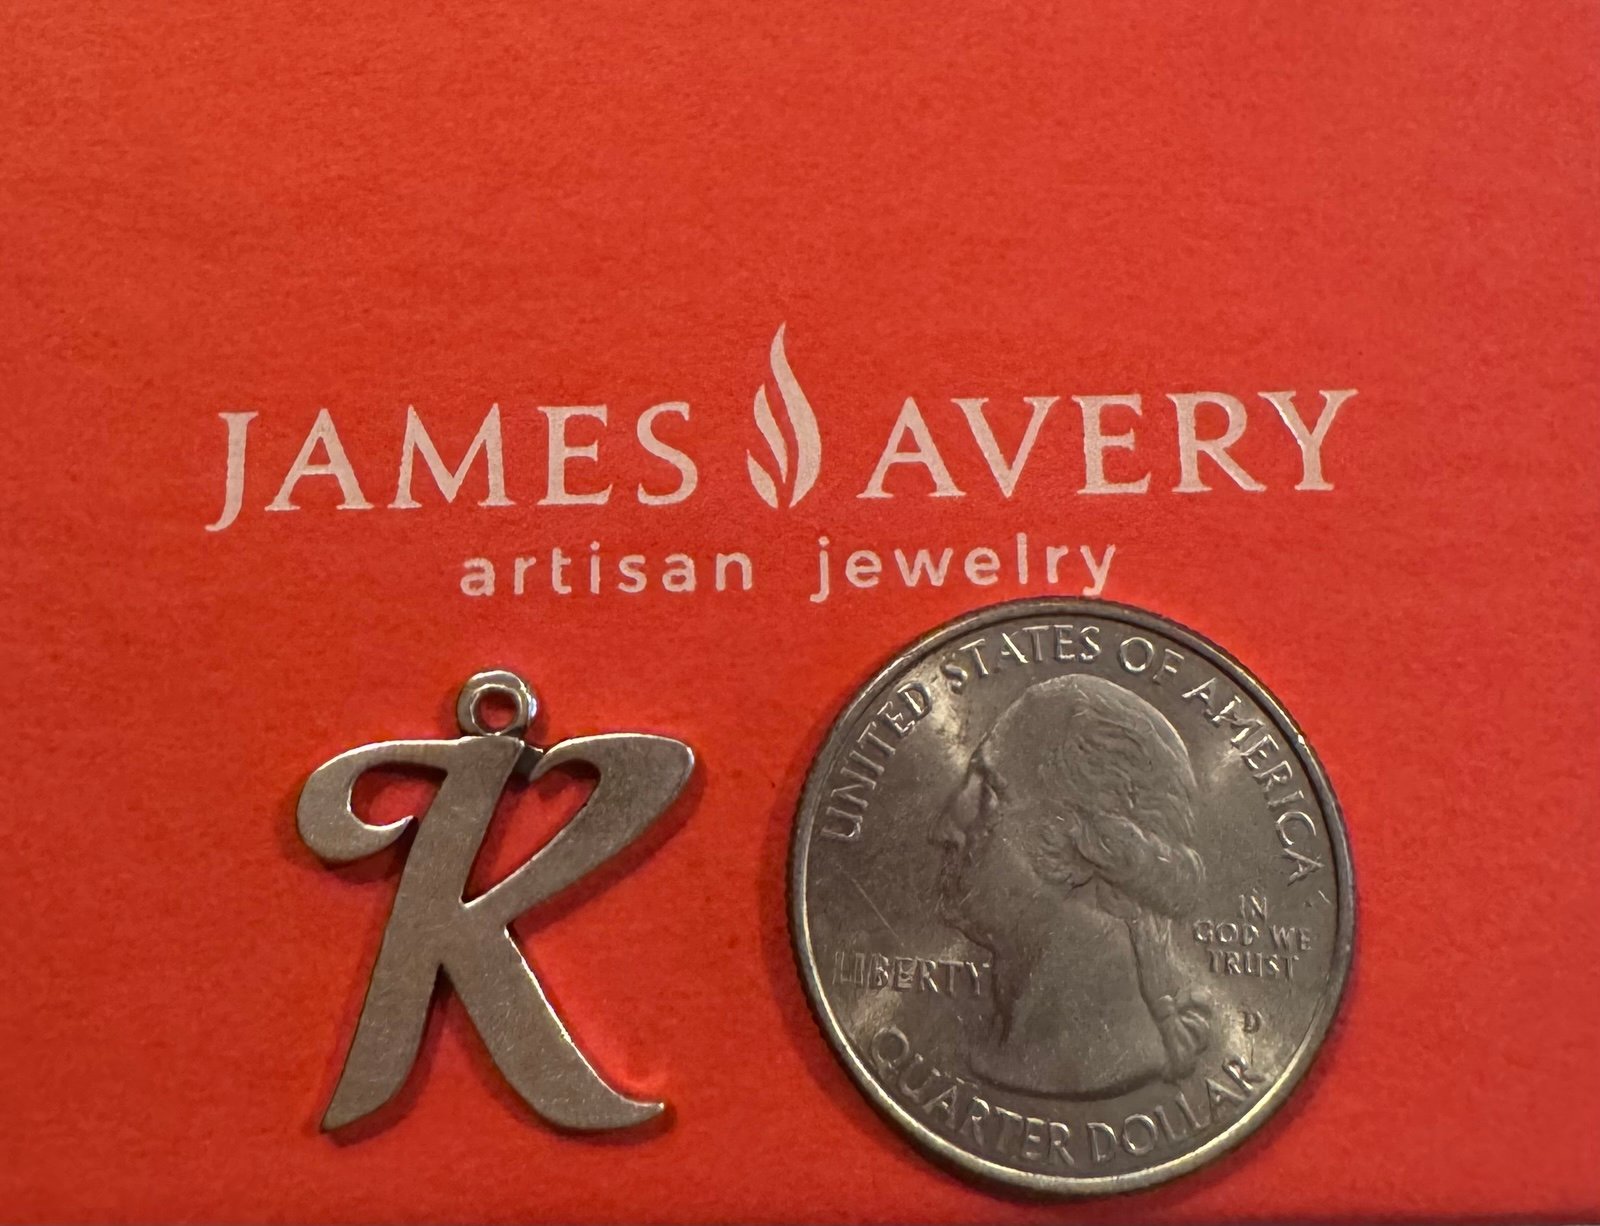 JAMES AVERY
artisan jewelry
K
UNITED STATES OF AMERICA
LIBERTY
IN
GOD WE
TRUST
D
QUARTER DOLLAR